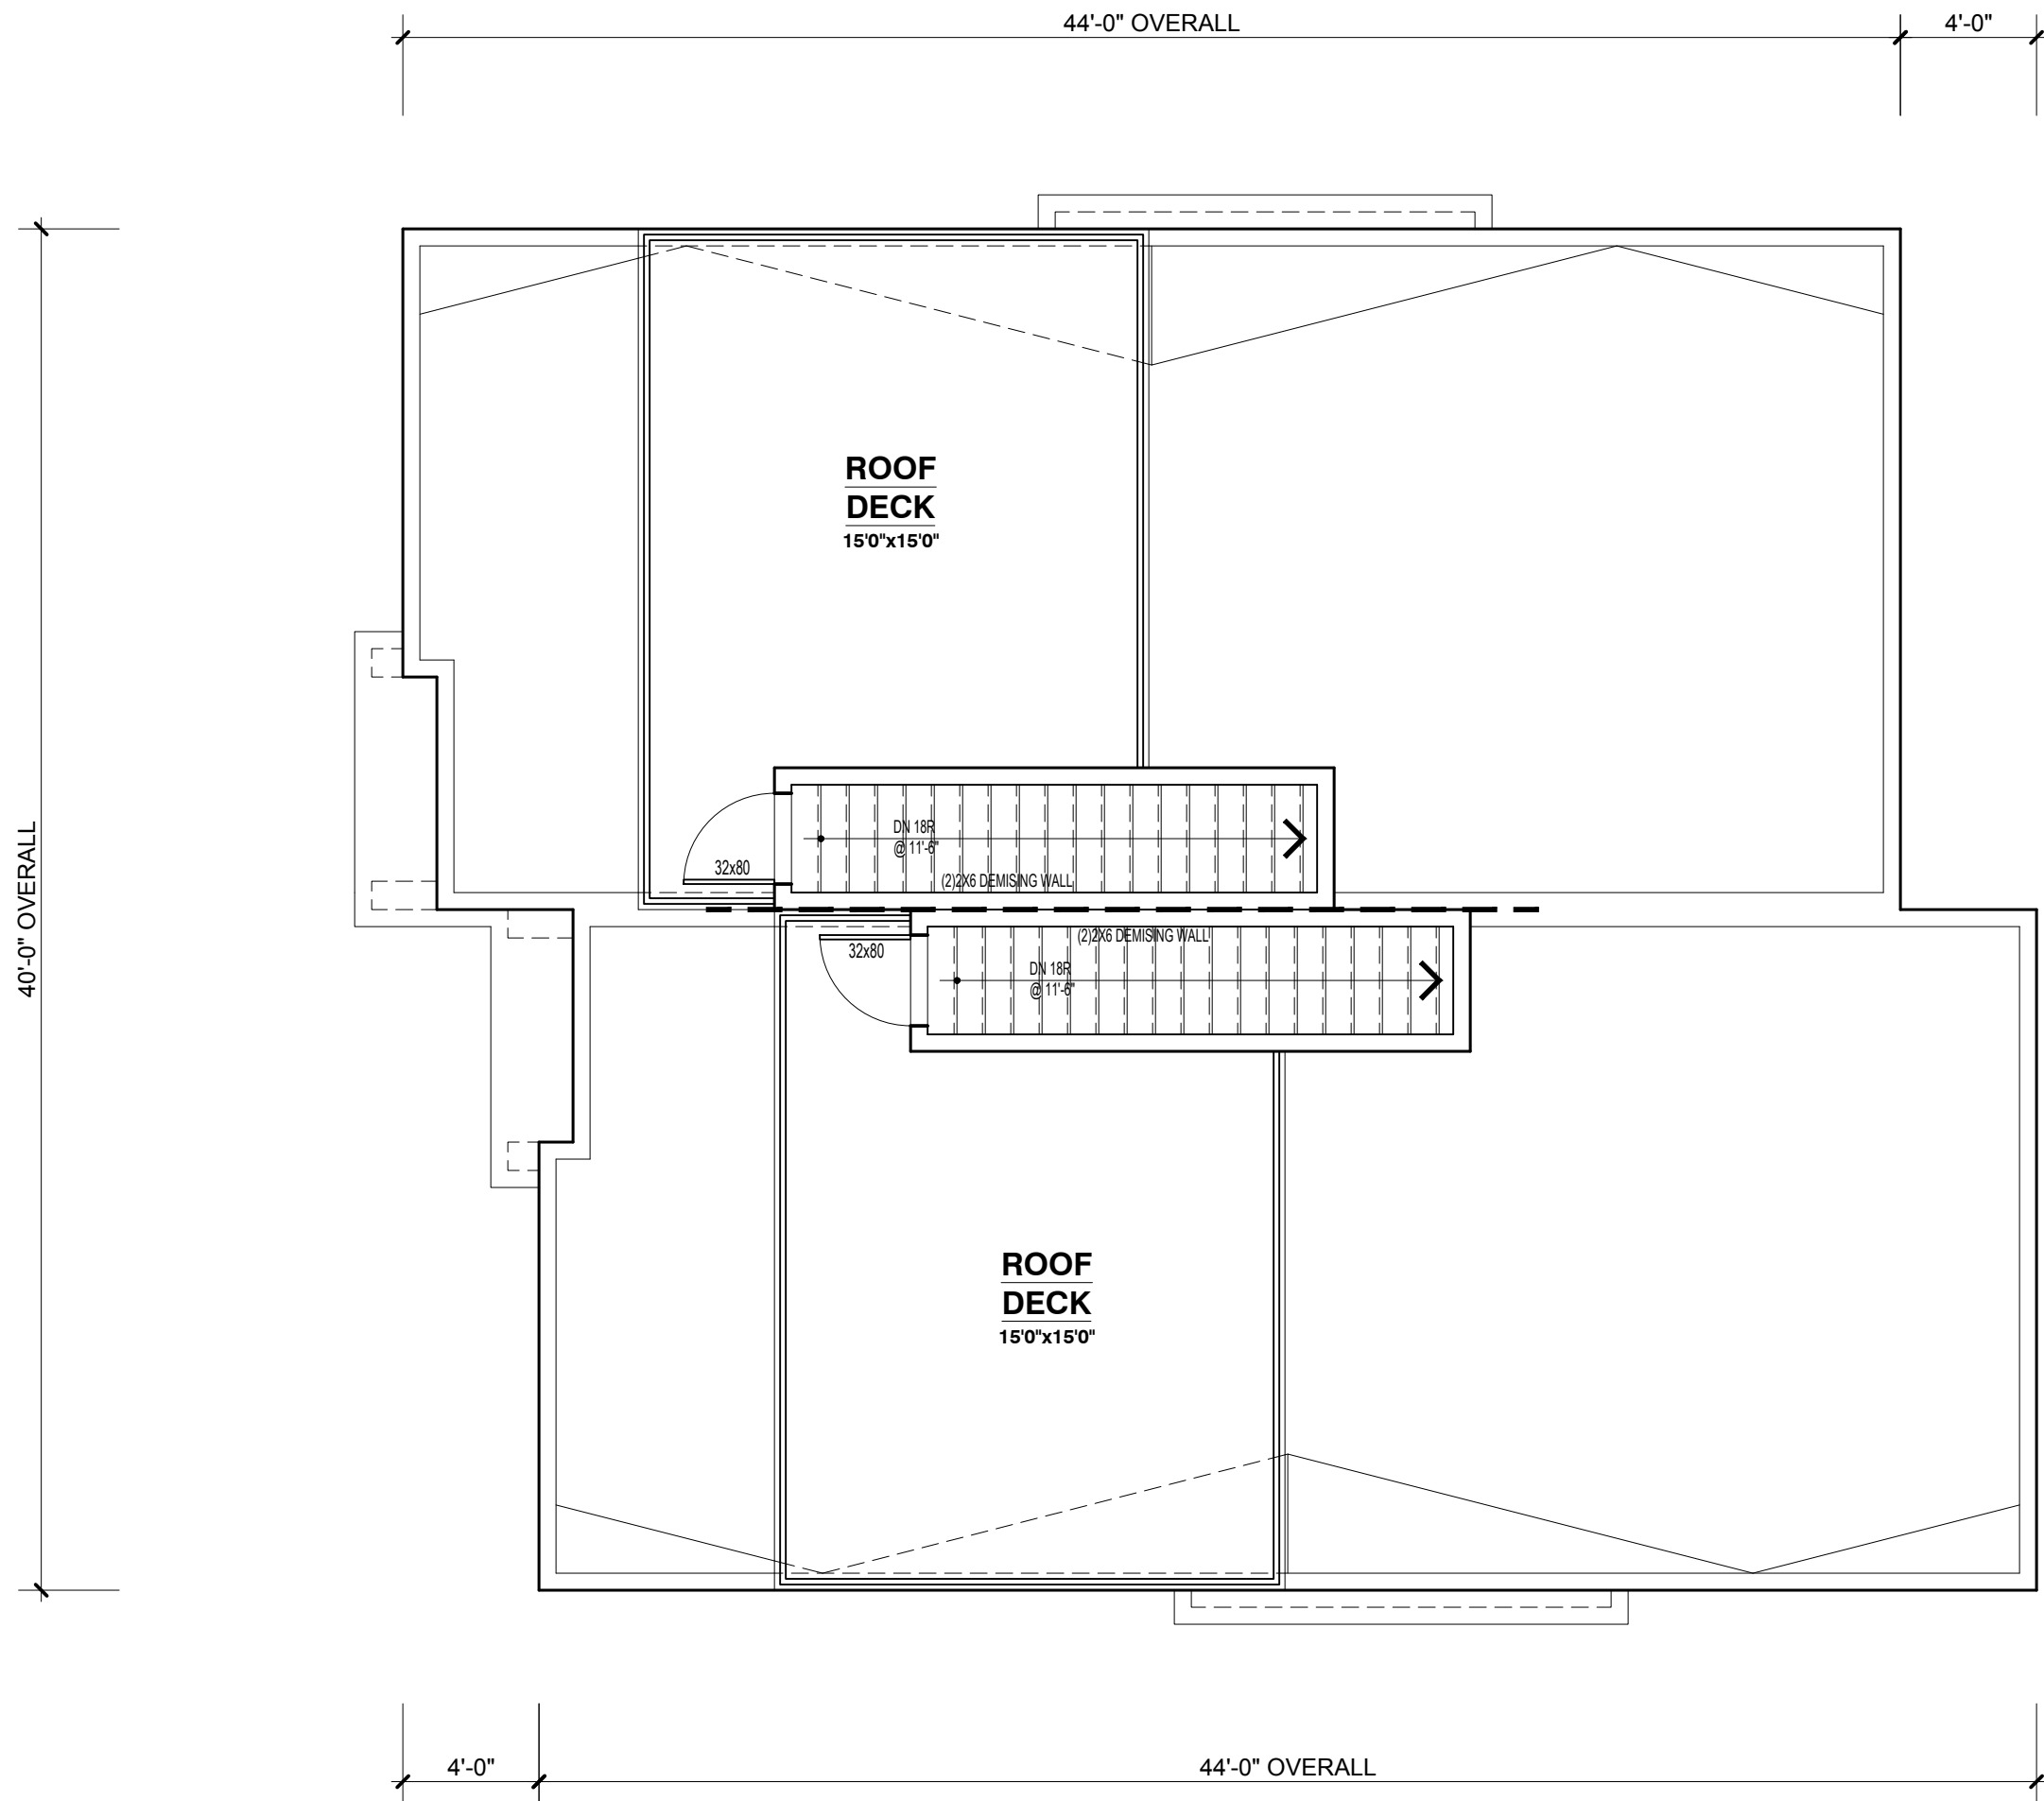 44'-0" OVERALL
4'-0"
ROOF
DECK
15'0"x15'0"
DN 18R
@ 11'-6"
32x80
(2)2X6 DEMISING WALL
40'-0" OVERALL
(2)2X6 DEMISING WALL
32x80
DN 18R
@ 11'-6"
ROOF
DECK
15'0"x15'0"
4'-0"
44'-0" OVERALL